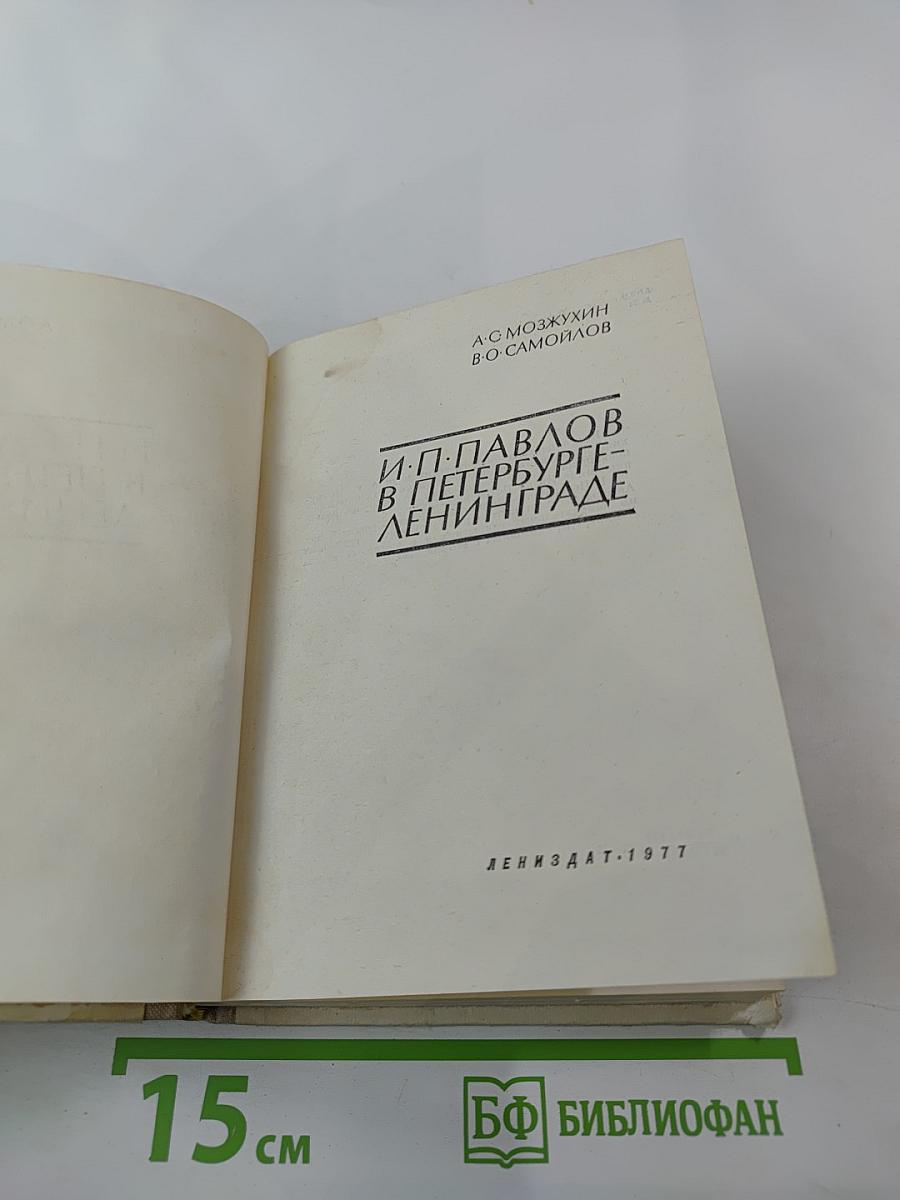 А·С·МОЗЖУХИН
В·О·САМОЙЛОВ
И·П·ПАВЛОВ
В ПЕТЕРБУРГЕ-
ЛЕНИНГРАДЕ
ЛЕНИЗДАТ·1977
15 см
БФ БИБЛИОФАН